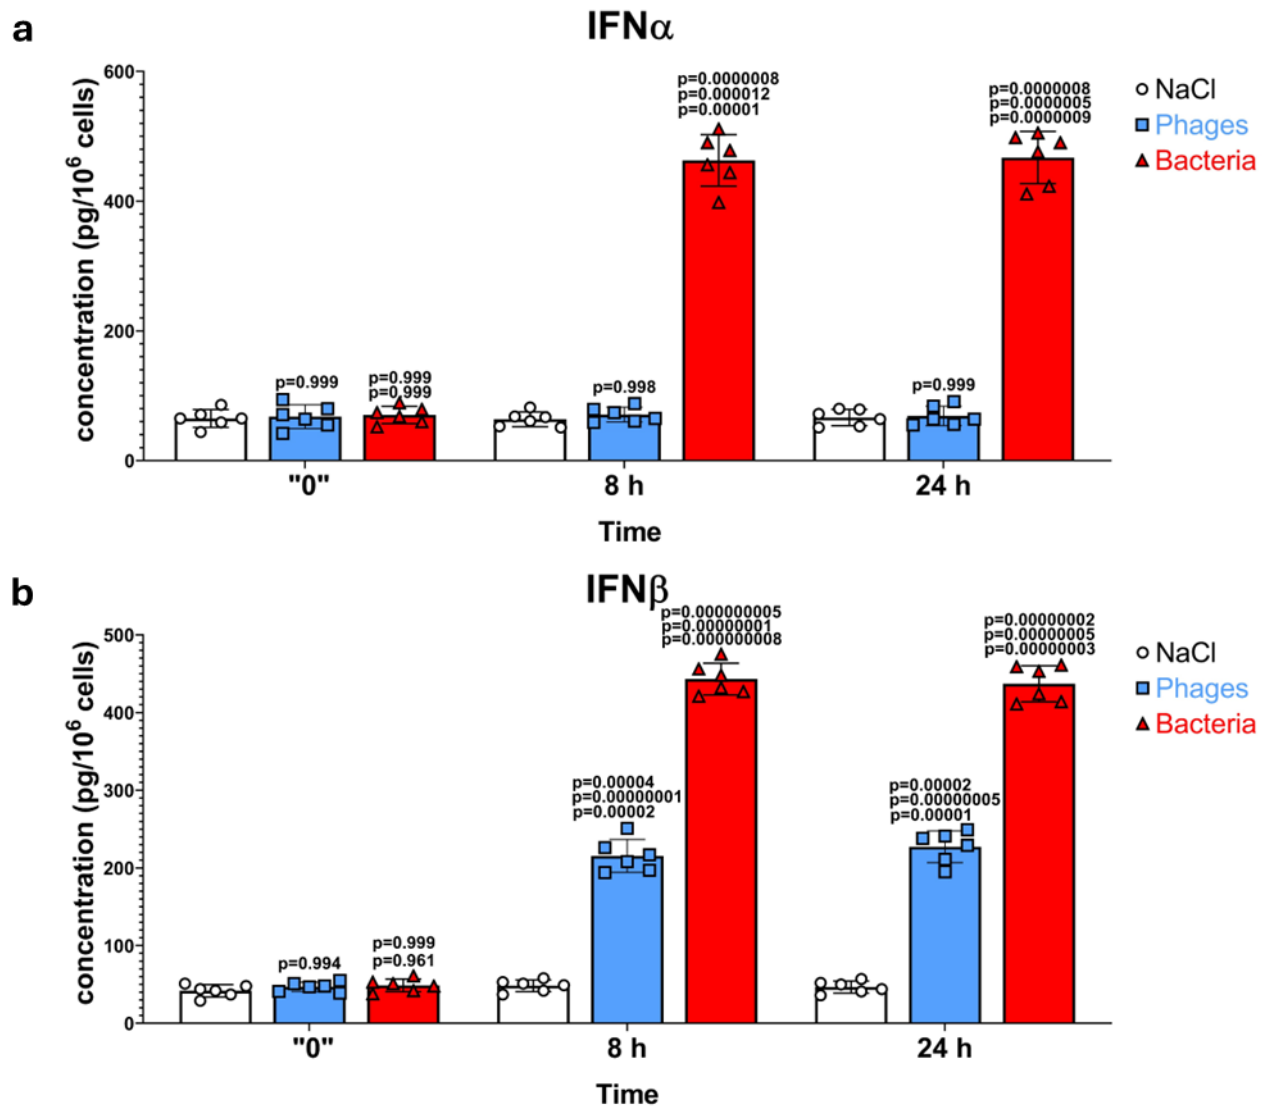 a
IFNα
600
400
200
0
concentration (pg/10⁶ cells)
p=0.999
p=0.999
p=0.999
p=0.998
p=0.0000008
p=0.000012
p=0.00001
p=0.999
p=0.0000008
p=0.0000005
p=0.0000009
NaCl
Phages
Bacteria
"0"
8 h
24 h
Time
b
IFNβ
500
400
300
200
100
0
concentration (pg/10⁶ cells)
p=0.994
p=0.999
p=0.961
p=0.00004
p=0.00000001
p=0.00002
p=0.000000005
p=0.00000001
p=0.000000008
p=0.00002
p=0.00000005
p=0.00001
p=0.00000002
p=0.00000005
p=0.00000003
NaCl
Phages
Bacteria
"0"
8 h
24 h
Time